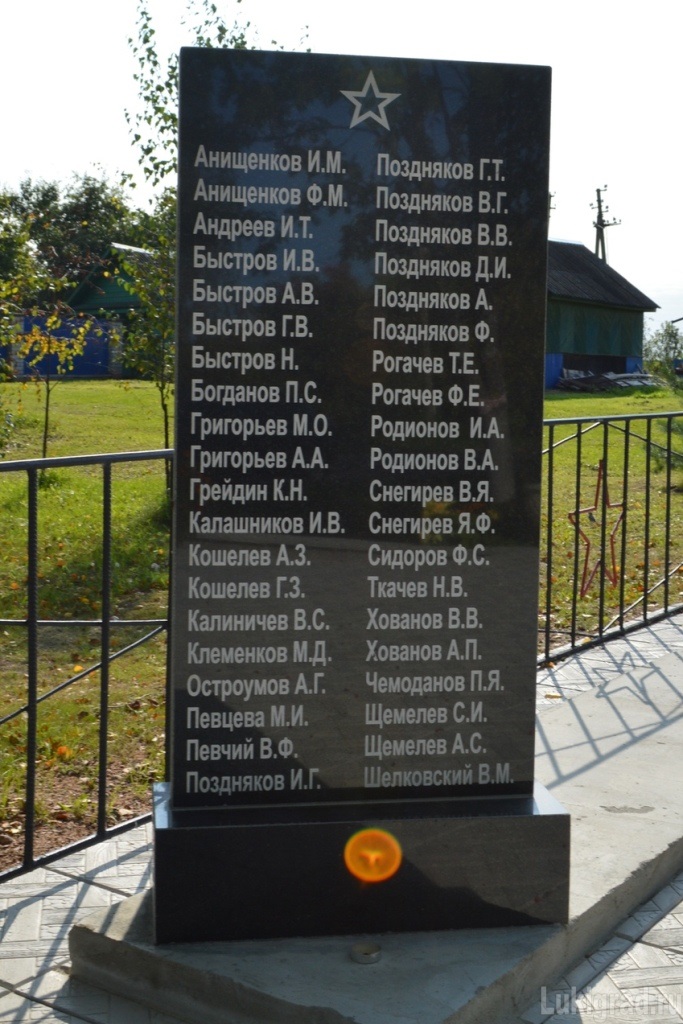 Анищенков И.М.
Анищенков Ф.М.
Андреев И.Т.
Быстров И.В.
Быстров А.В.
Быстров Г.В.
Быстров Н.
Богданов П.С.
Григорьев М.О.
Григорьев А.А.
Грейдин К.Н.
Калашников И.В.
Кошелев А.З.
Кошелев Г.З.
Калиничев В.С.
Клеменков М.Д.
Остроумов А.Г.
Певцева М.И.
Певчий В.Ф.
Поздняков И.Г.
Поздняков Г.Т.
Поздняков В.Г.
Поздняков В.В.
Поздняков Д.И.
Поздняков А.
Поздняков Ф.
Рогачев Т.Е.
Рогачев Ф.Е.
Родионов И.А.
Родионов В.А.
Снегирев В.Я.
Снегирев Я.Ф.
Сидоров Ф.С.
Ткачев Н.В.
Хованов В.В.
Хованов А.П.
Чемоданов П.Я.
Щемелев С.И.
Щемелев А.С.
Шелковский В.М.
Lukigrad.ru